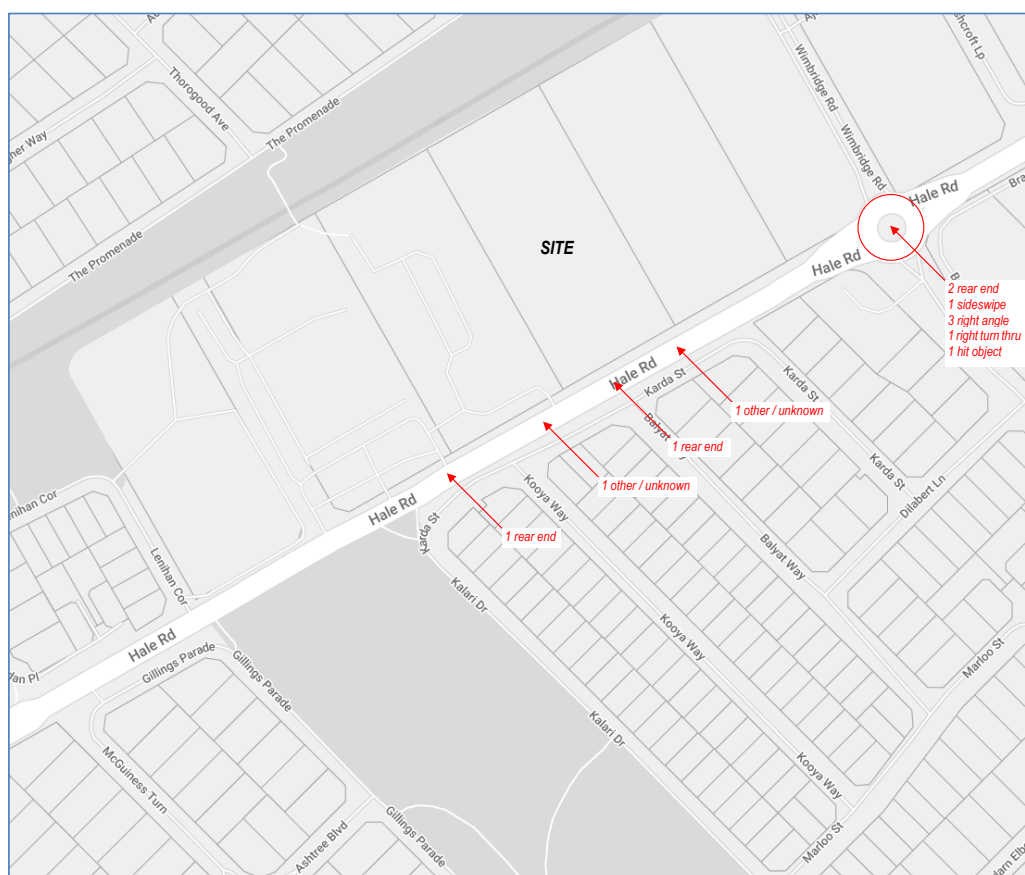 Thorogood Ave
The Promenade
The Promenade
Wimbridge Rd
Wimbridge Rd
Hale Rd
SITE
Hale Rd
2 rear end
1 sideswipe
3 right angle
1 right turn thru
1 hit object
Hale Rd
Karda St
Karda St
1 other / unknown
1 rear end
Karda St
Dilabert Ln
1 other / unknown
Kooya Way
Hale Rd
Karda St
1 rear end
Balyat Way
Lenihan Cor
Kalari Dr
Kooya Way
Marloo St
Hale Rd
Gillings Parade
Gillings Parade
Kalari Dr
McGuiness Turn
Kooya Way
Ashtree Blvd
Gillings Parade
Marloo St